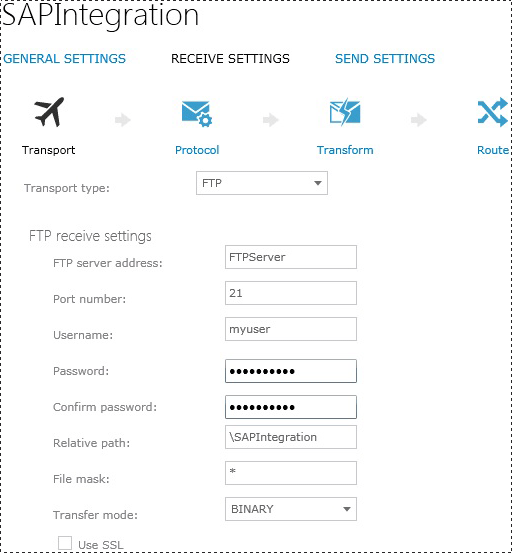 SAPIntegration
GENERAL SETTINGS RECEIVE SETTINGS SEND SETTINGS
Transport Protocol Transform Route
Transport type: FTP
FTP receive settings
FTP server address: FTPServer
Port number: 21
Username: myuser
Password: ••••••••••
Confirm password: ••••••••••
Relative path: \SAPIntegration
File mask: *
Transfer mode: BINARY
Use SSL